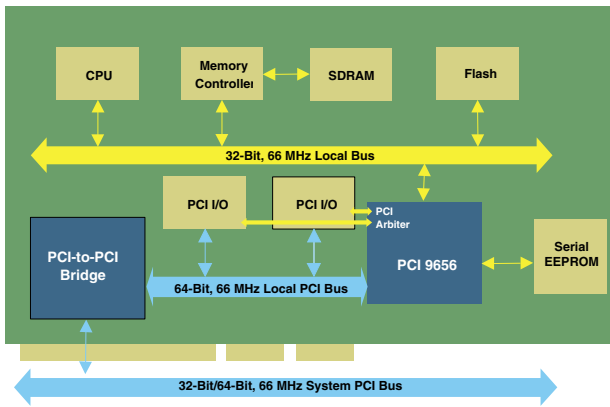 CPU
Memory
Controller
SDRAM
Flash
32-Bit, 66 MHz Local Bus
PCI I/O
PCI I/O
PCI
Arbiter
PCI-to-PCI
Bridge
PCI 9656
Serial
EEPROM
64-Bit, 66 MHz Local PCI Bus
32-Bit/64-Bit, 66 MHz System PCI Bus